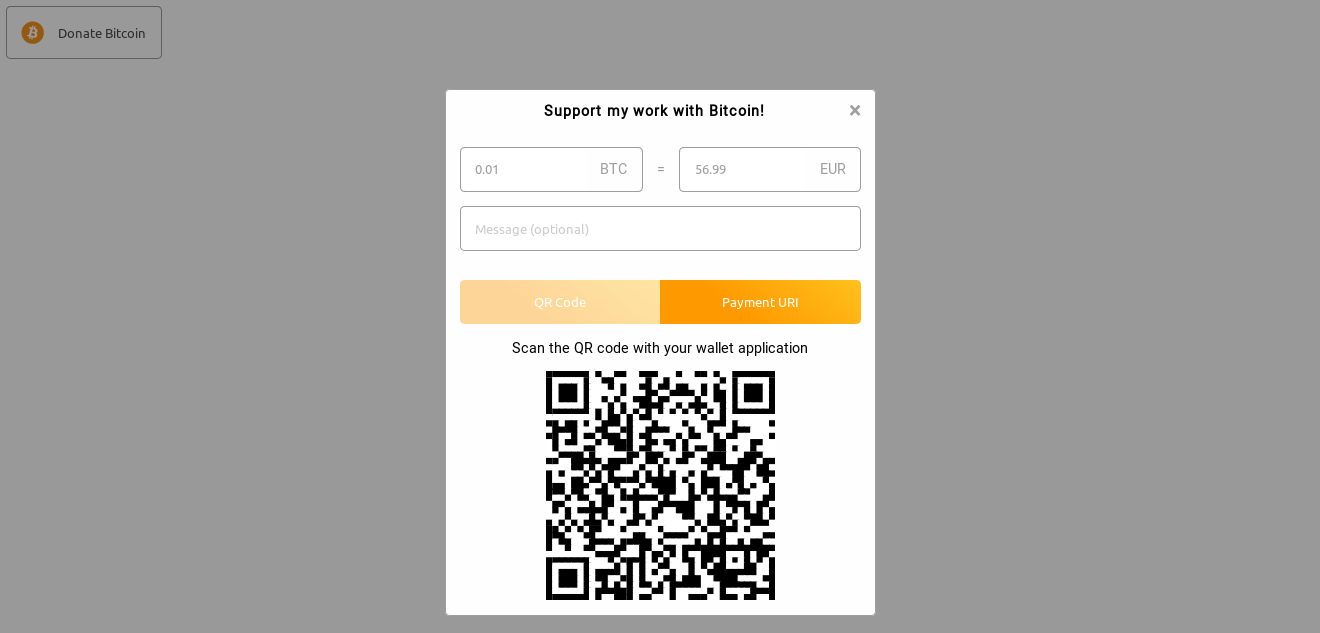 Donate Bitcoin
Support my work with Bitcoin! ×
0.01 BTC = 56.99 EUR
Message (optional)
QR Code Payment URI
Scan the QR code with your wallet application